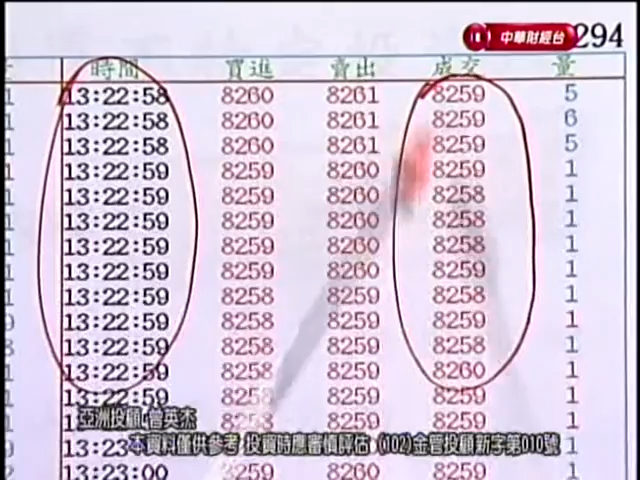 中華財經台 294
時間 買進 賣出 成交 量
13:22:58 8260 8261 8259 5
13:22:58 8260 8261 8259 6
13:22:58 8260 8261 8259 5
13:22:59 8259 8260 8259 1
13:22:59 8259 8260 8258 1
13:22:59 8259 8260 8258 1
13:22:59 8259 8260 8258 1
13:22:59 8259 8260 8259 1
13:22:59 8258 8259 8258 1
13:22:59 8258 8259 8259 1
13:22:59 8258 8259 8258 1
13:22:59 8258 8259 8260 1
13:22:59 8258 8259 8259 1
亞洲投顧 曾英杰
8259 1
13:23
本資料僅供參考 投資時應審慎評估 (102)金管投顧新字第010號
13:23:00 8259 8260 8258 1